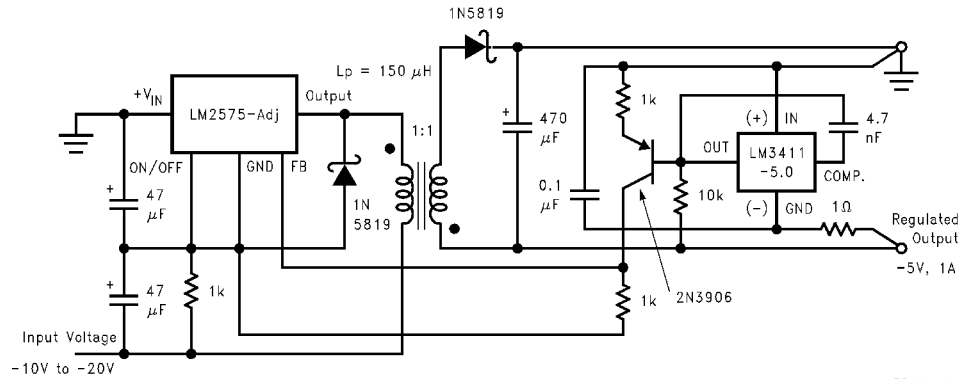 1N5819
Lp = 150 μH
+VIN
LM2575-Adj
Output
ON/OFF
GND
FB
1:1
+
470
μF
1k
(+) IN
4.7
nF
OUT
LM3411
-5.0
COMP.
+
47
μF
1N
5819
0.1
μF
10k
(-) GND
1Ω
Regulated
Output
-5V, 1A
+
47
μF
1k
1k
2N3906
Input Voltage
-10V to -20V